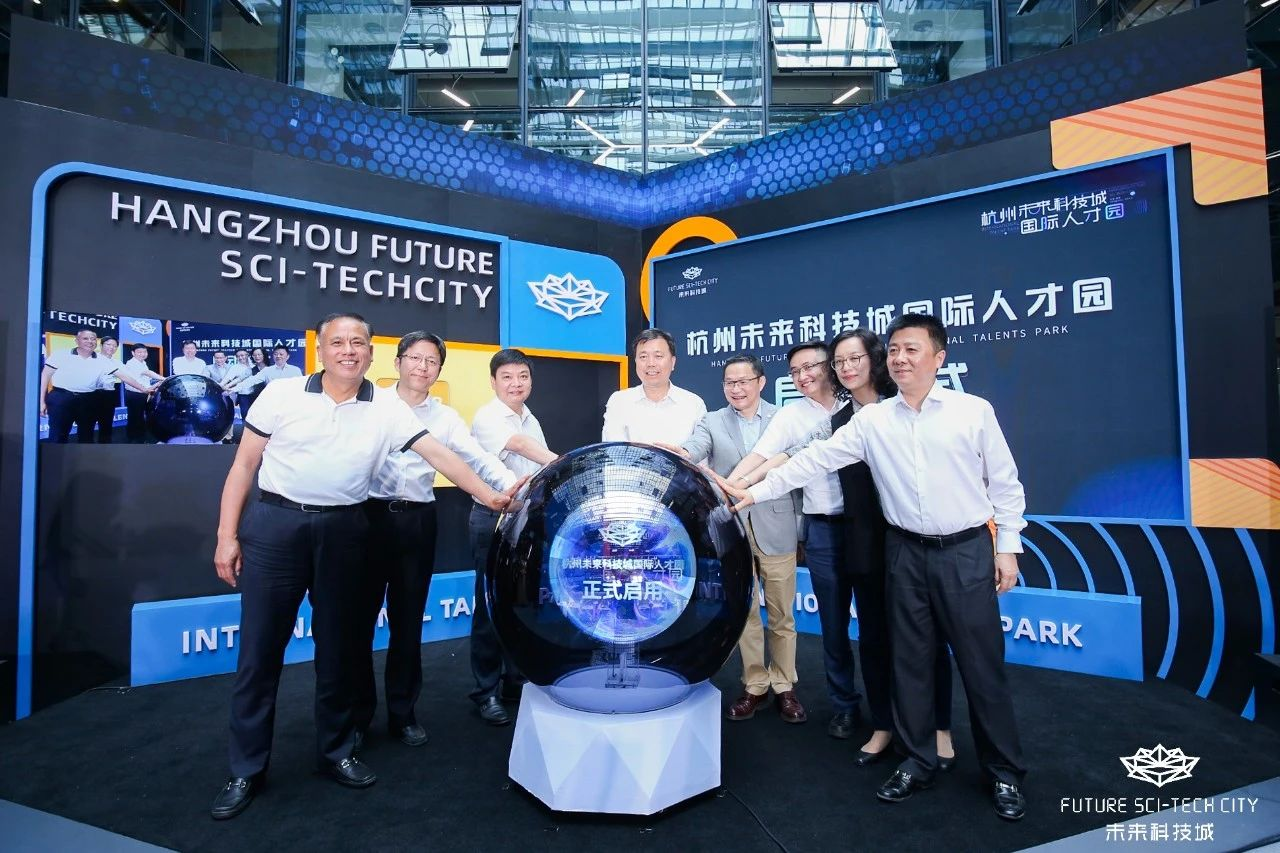 HANGZHOU FUTURE
SCI-TECHCITY
TECHCITY
杭州未来科技城
国际人才园
FUTURE SCI-TECH CITY
未来科技城
杭州未来科技城国际人才园
TALENTS PARK
式
杭州未来科技城国际人才园
正式启用
PARK
FUTURE SCI-TECH CITY
未来科技城